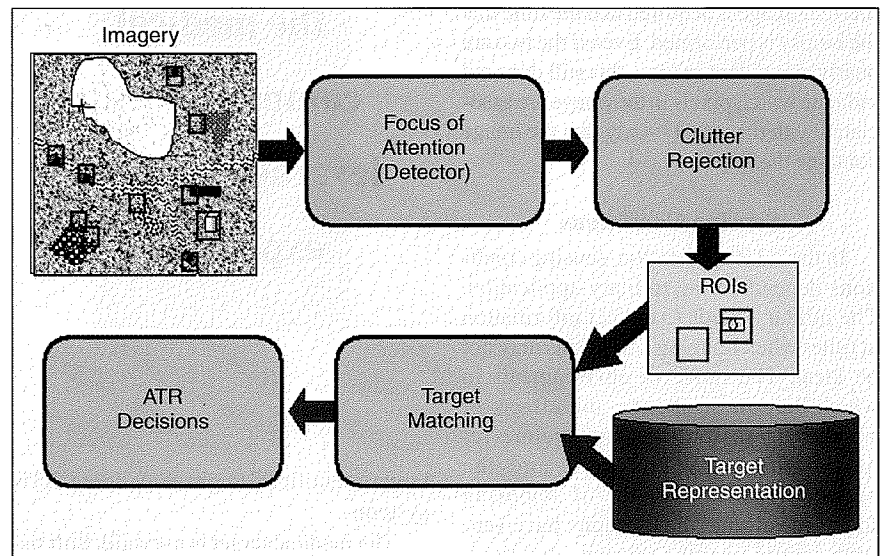 Imagery
Focus of
Attention
(Detector)
Clutter
Rejection
ROIs
ATR
Decisions
Target
Matching
Target
Representation